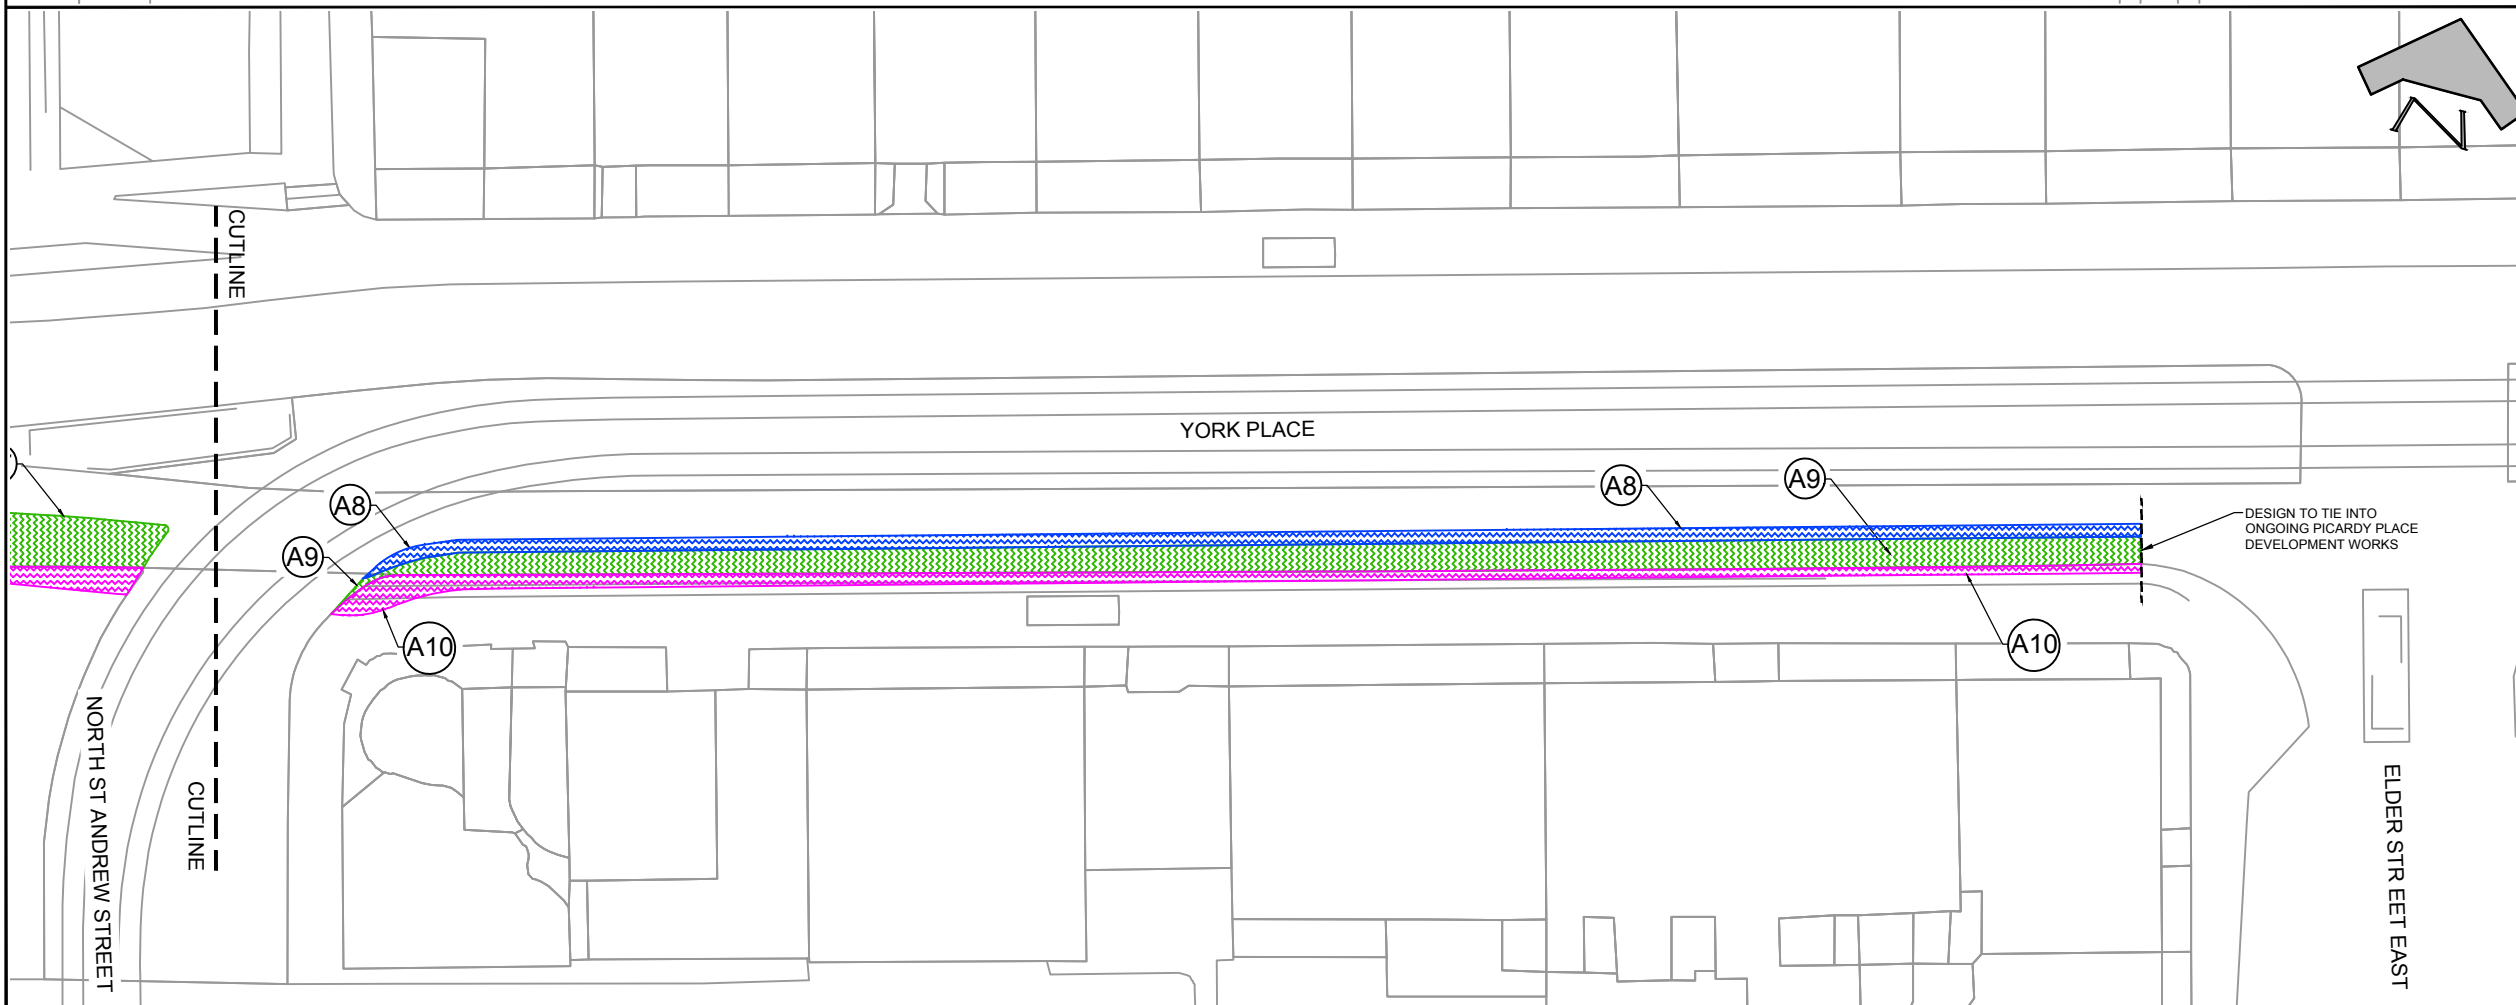 CUTLINE
YORK PLACE
A8
A9
A8
A9
DESIGN TO TIE INTO
ONGOING PICARDY PLACE
DEVELOPMENT WORKS
A10
A10
NORTH ST ANDREW STREET
CUTLINE
ELDER STR EET EAST